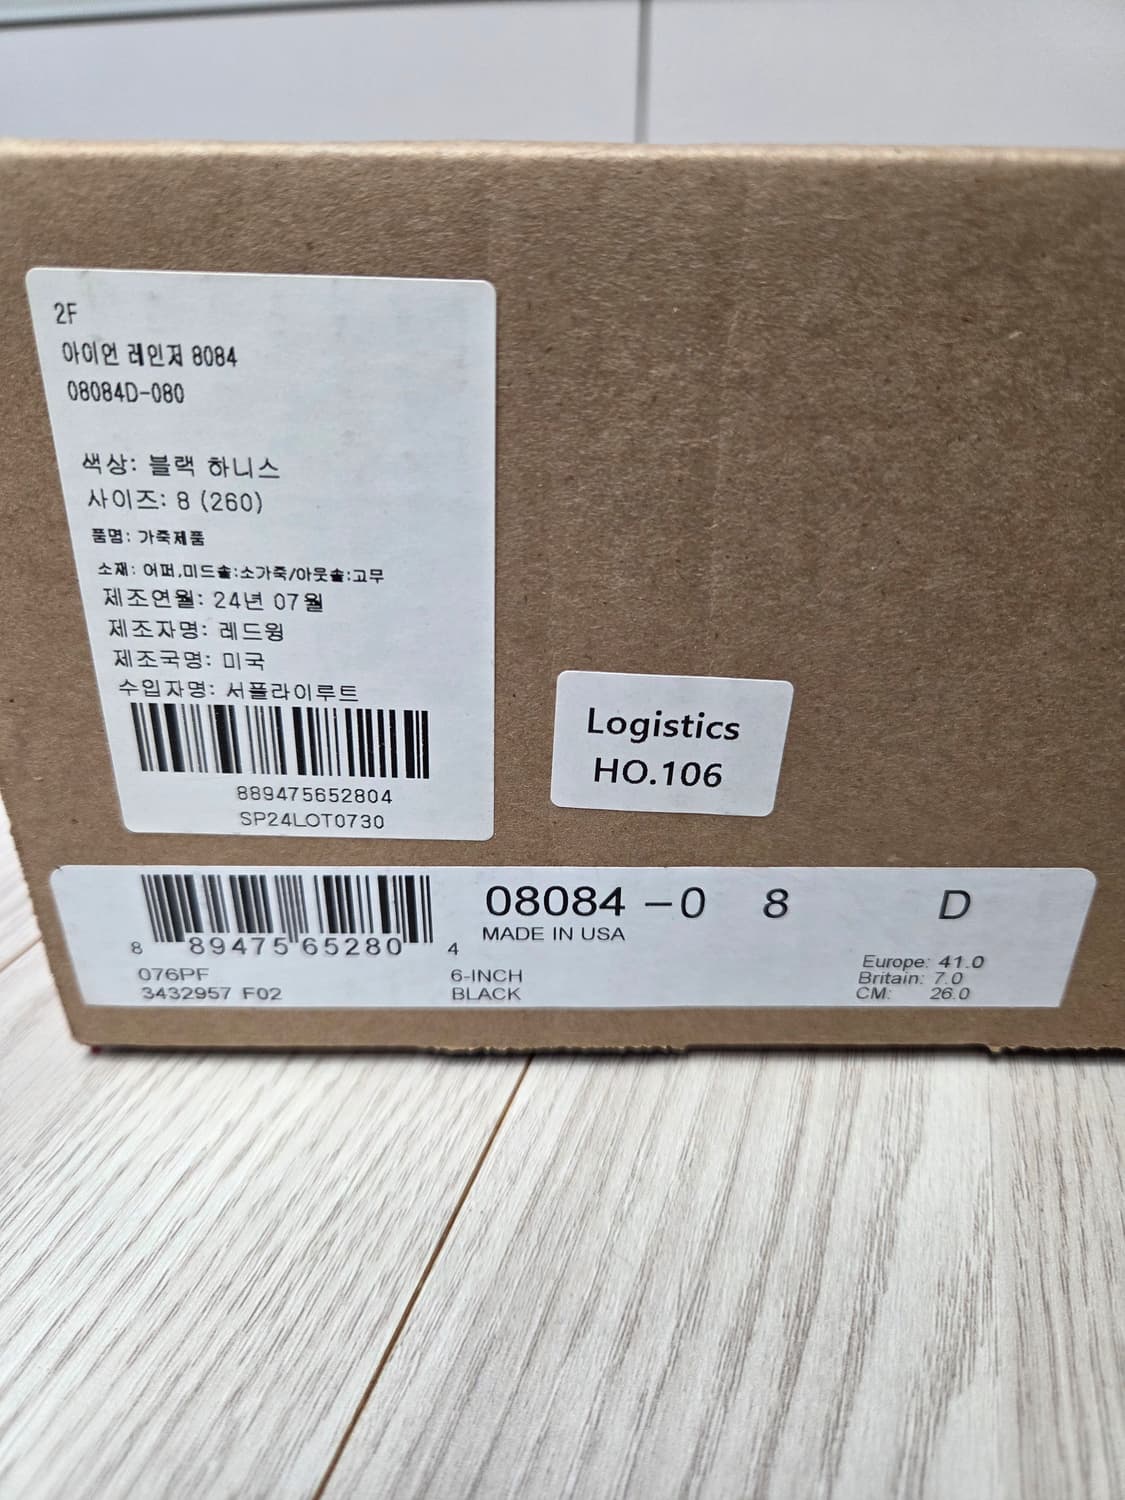 2F
아이언 레인저 8084
08084D-080
색상: 블랙 하니스
사이즈: 8 (260)
품명: 가죽제품
소재: 어퍼,미드솔:소가죽/아웃솔:고무
제조연월: 24년 07월
제조자명: 레드윙
제조국명: 미국
수입자명: 서플라이루트
889475652804
SP24LOT0730
Logistics
HO.106
8 89475 65280 4
076PF
3432957 F02
08084 -0 8 D
MADE IN USA
6-INCH
BLACK
Europe: 41.0
Britain: 7.0
CM: 26.0